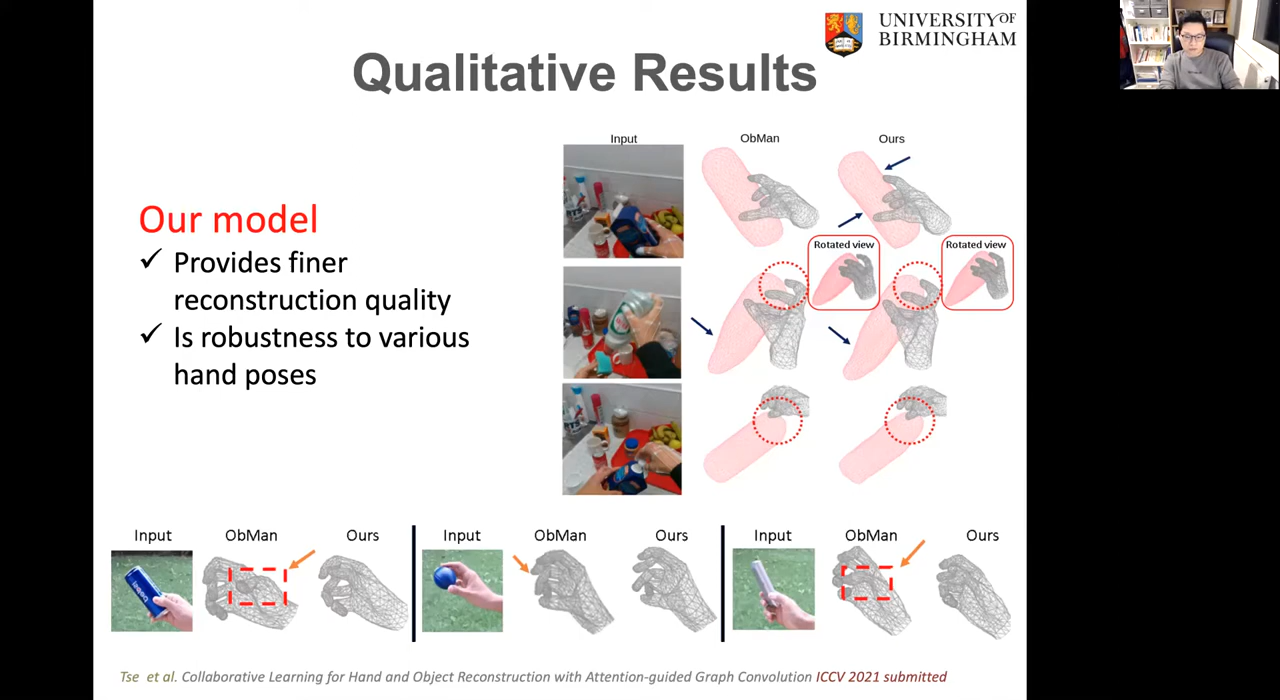 UNIVERSITY OF
BIRMINGHAM
Qualitative Results
Input
ObMan
Ours
Our model
✓ Provides finer
reconstruction quality
✓ Is robustness to various
hand poses
Rotated view
Rotated view
Input
ObMan
Ours
Input
ObMan
Ours
Input
ObMan
Ours
Tse et al. Collaborative Learning for Hand and Object Reconstruction with Attention-guided Graph Convolution ICCV 2021 submitted